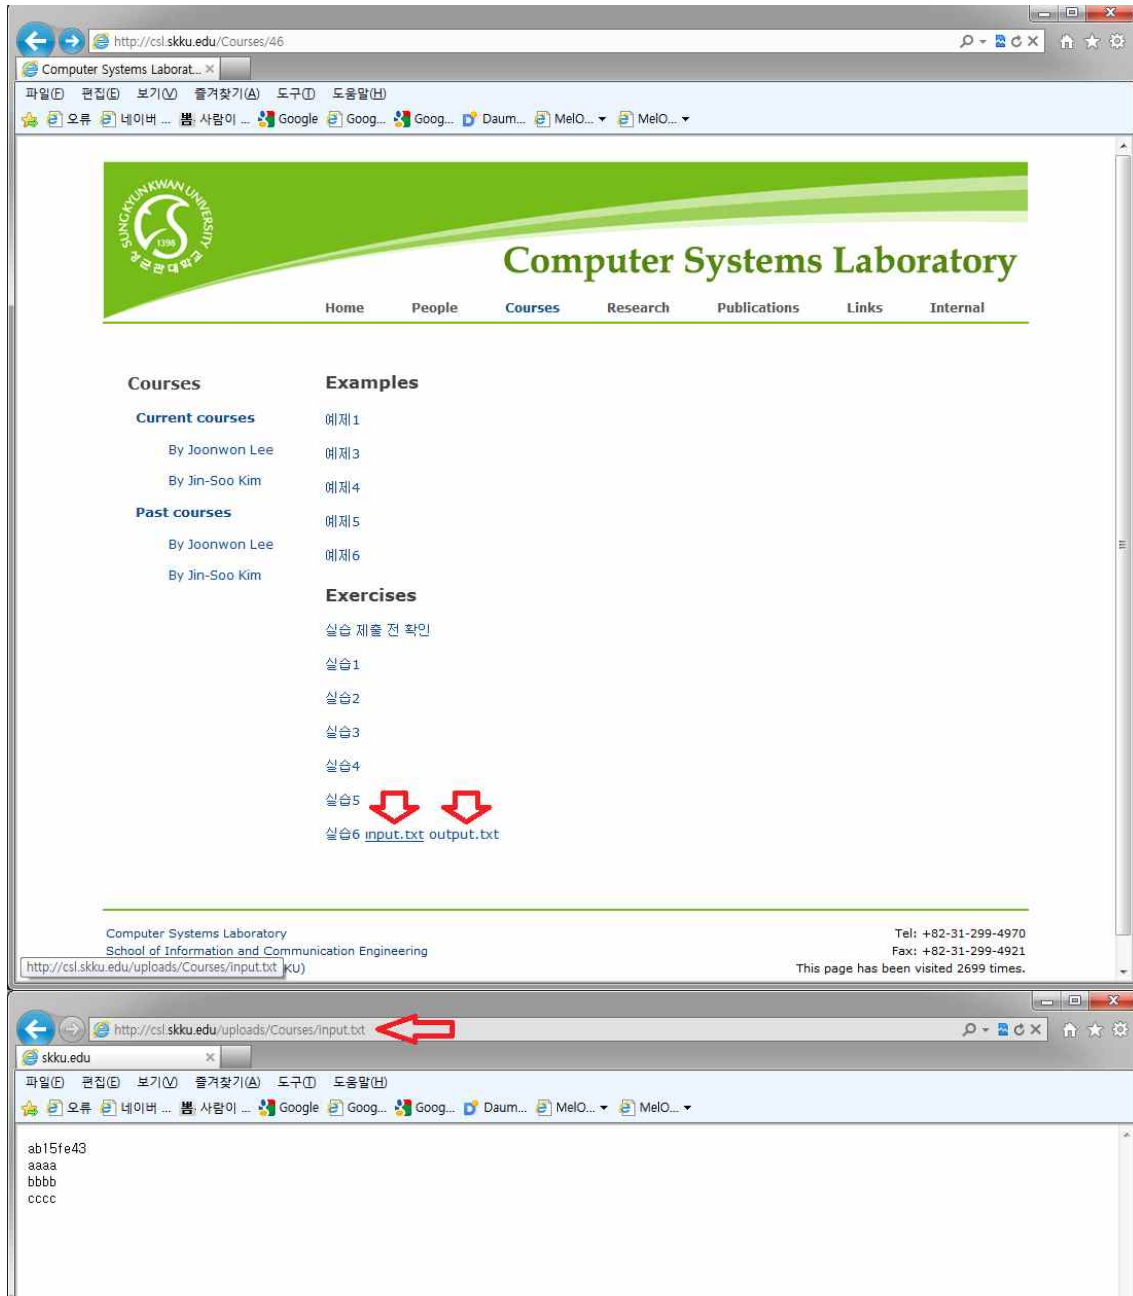 http://csl.skku.edu/Courses/46
Computer Systems Laborat...
파일(F) 편집(E) 보기(V) 즐겨찾기(A) 도구(T) 도움말(H)
오류 네이버 ... 사람이 ... Google Goog... Goog... Daum... MelO... MelO...
SUNGKYUNKWAN UNIVERSITY
1398
성균관대학교
Computer Systems Laboratory
Home People Courses Research Publications Links Internal
Courses
Current courses
By Joonwon Lee
By Jin-Soo Kim
Past courses
By Joonwon Lee
By Jin-Soo Kim
Examples
예제1
예제3
예제4
예제5
예제6
Exercises
실습 제출 전 확인
실습1
실습2
실습3
실습4
실습5
실습6 input.txt output.txt
Computer Systems Laboratory
School of Information and Communication Engineering
KU)
Tel: +82-31-299-4970
Fax: +82-31-299-4921
This page has been visited 2699 times.
http://csl.skku.edu/uploads/Courses/input.txt
http://csl.skku.edu/uploads/Courses/input.txt
skku.edu
파일(F) 편집(E) 보기(V) 즐겨찾기(A) 도구(T) 도움말(H)
오류 네이버 ... 사람이 ... Google Goog... Goog... Daum... MelO... MelO...
ab15fe43
aaaa
bbbb
cccc